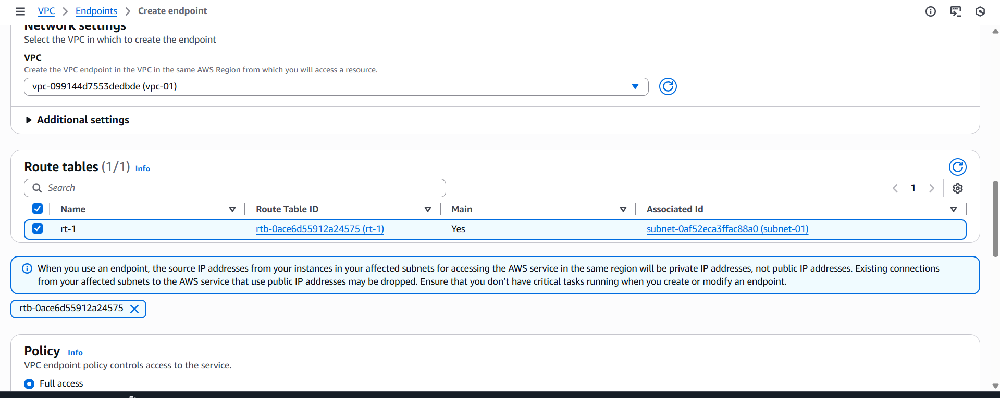 VPC > Endpoints > Create endpoint
Network settings
Select the VPC in which to create the endpoint
VPC
Create the VPC endpoint in the VPC in the same AWS Region from which you will access a resource.
vpc-099144d7553dedbde (vpc-01)
Additional settings
Route tables (1/1) Info
Search
1
Name Route Table ID Main Associated Id
rt-1 rtb-0ace6d55912a24575 (rt-1) Yes subnet-0af52eca3ffac88a0 (subnet-01)
When you use an endpoint, the source IP addresses from your instances in your affected subnets for accessing the AWS service in the same region will be private IP addresses, not public IP addresses. Existing connections
from your affected subnets to the AWS service that use public IP addresses may be dropped. Ensure that you don’t have critical tasks running when you create or modify an endpoint.
rtb-0ace6d55912a24575
Policy Info
VPC endpoint policy controls access to the service.
Full access